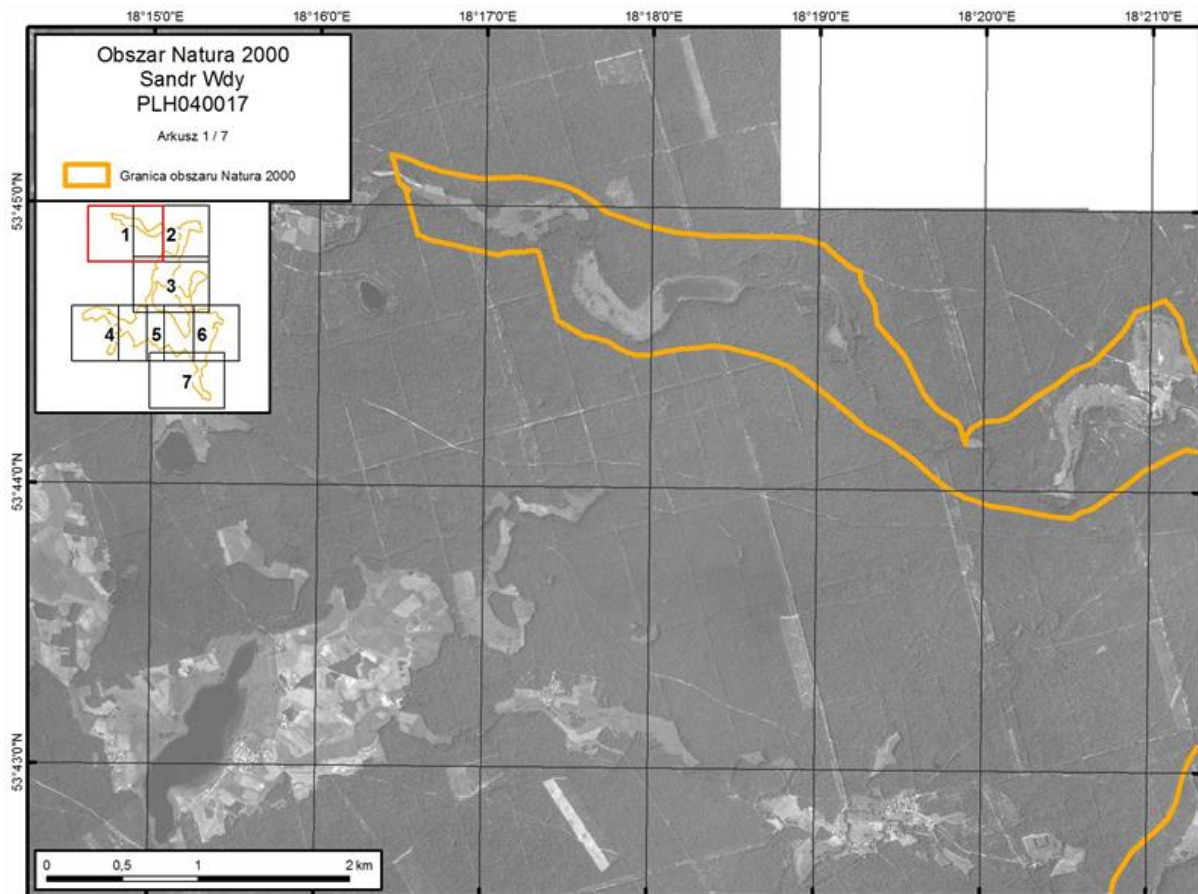 18°15'0"E 18°16'0"E 18°17'0"E 18°18'0"E 18°19'0"E 18°20'0"E 18°21'0"E
Obszar Natura 2000
Sandr Wdy
PLH040017
Arkusz 1 / 7
Granica obszaru Natura 2000
53°45'0"N
1 2
3
4 5 6
7
53°44'0"N
53°43'0"N
0 0,5 1 2 km